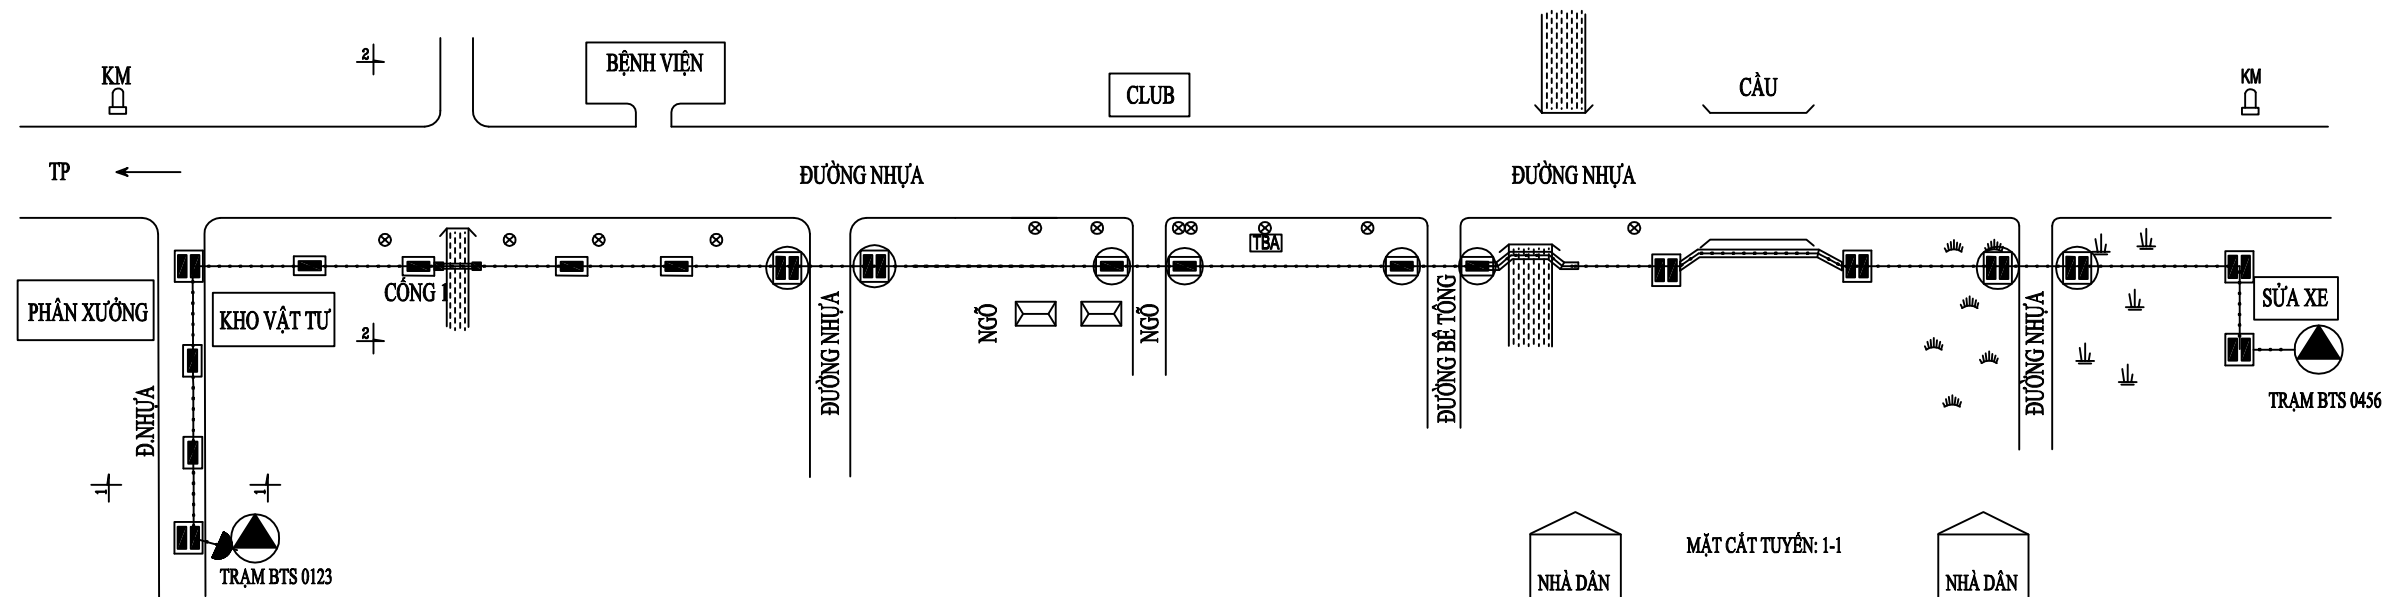 BỆNH VIỆN
KM
2
CLUB
CẦU
KM
TP
ĐƯỜNG NHỰA
ĐƯỜNG NHỰA
TBA
CỐNG 1
PHÂN XƯỞNG
KHO VẬT TƯ
2
NGÕ
NGÕ
SỬA XE
ĐƯỜNG NHỰA
ĐƯỜNG BÊ TÔNG
ĐƯỜNG NHỰA
Đ.NHỰA
TRẠM BTS 0456
1
1
MẶT CẮT TUYẾN: 1-1
TRẠM BTS 0123
NHÀ DÂN
NHÀ DÂN